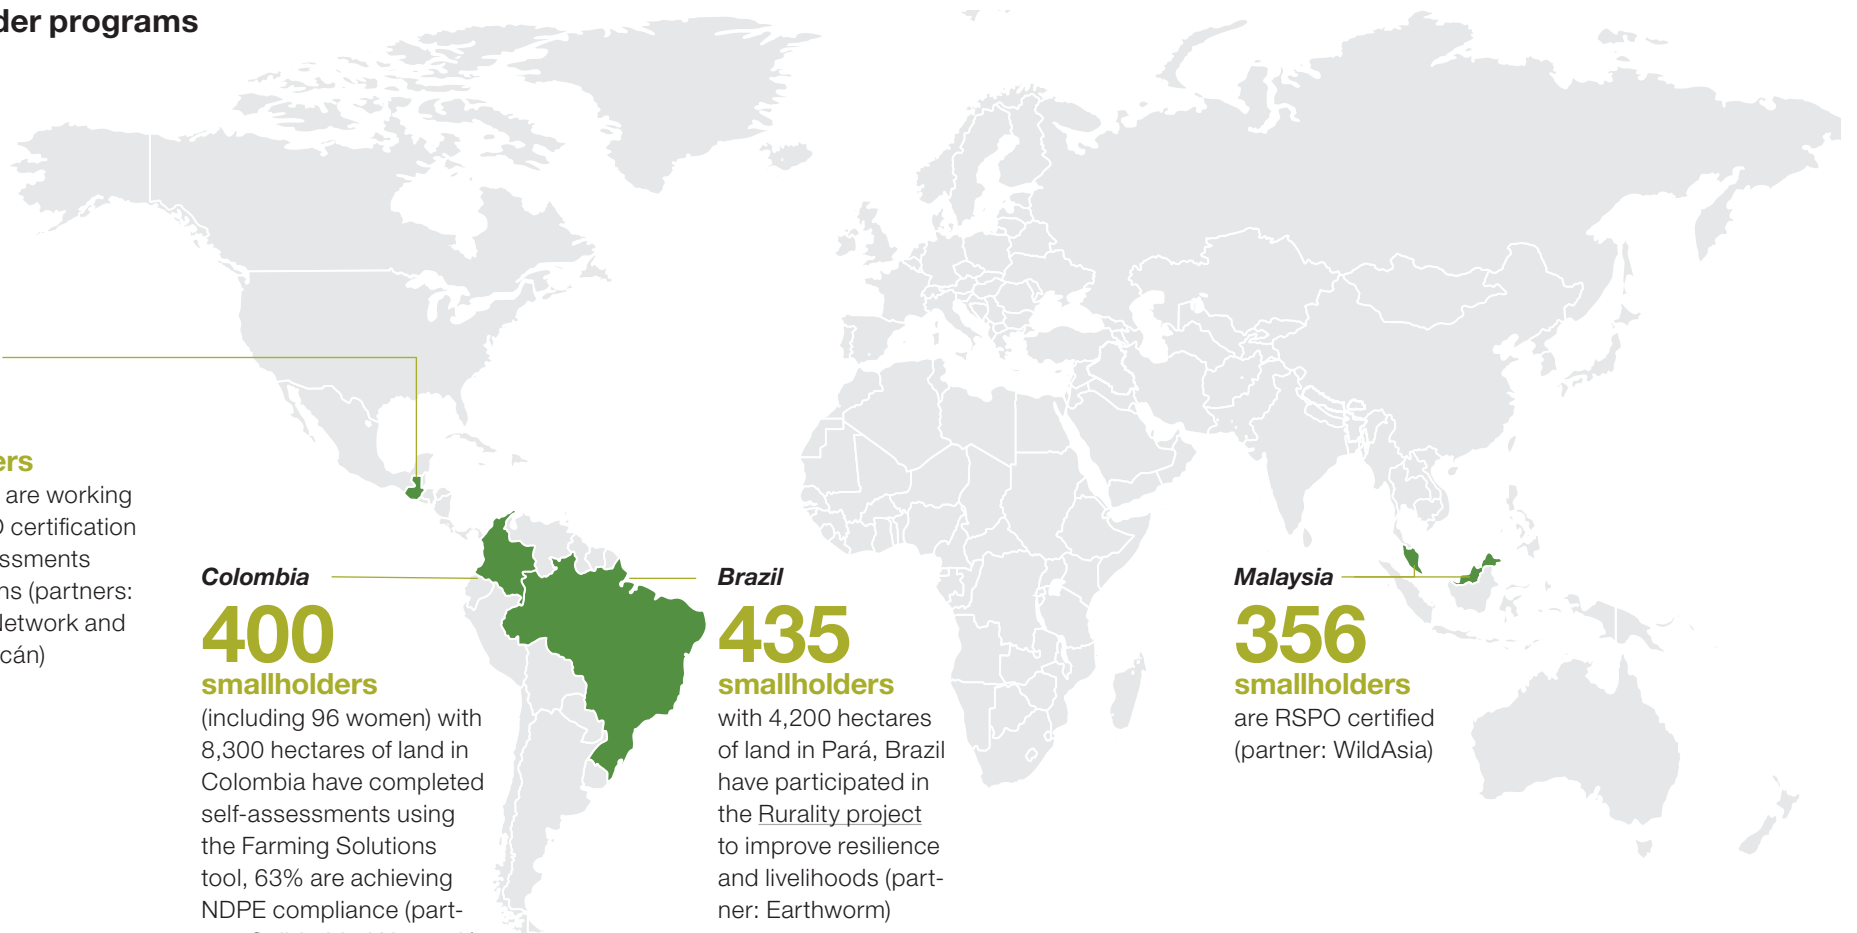 der programs
ers
are working
certification
ssments
ns (partners:
Network and
cán)
Colombia
400
smallholders
(including 96 women) with
8,300 hectares of land in
Colombia have completed
self-assessments using
the Farming Solutions
tool, 63% are achieving
NDPE compliance (part-
Brazil
435
smallholders
with 4,200 hectares
of land in Pará, Brazil
have participated in
the Rurality project
to improve resilience
and livelihoods (part-
ner: Earthworm)
Malaysia
356
smallholders
are RSPO certified
(partner: WildAsia)